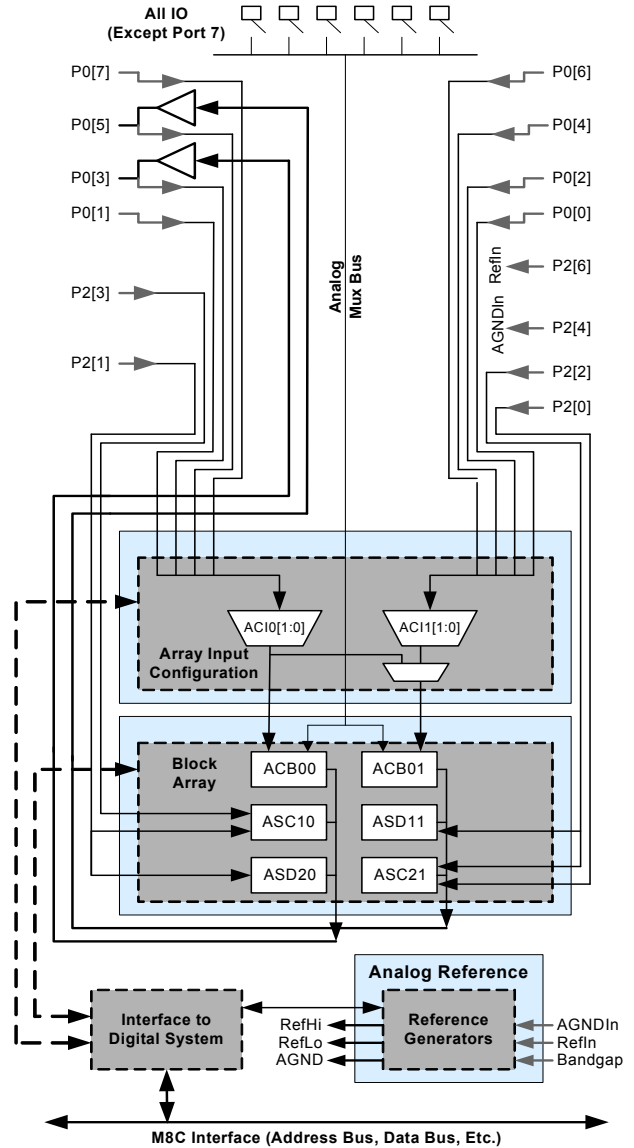 All IO
(Except Port 7)
P0[7]
P0[5]
P0[3]
P0[1]
P2[3]
P2[1]
P0[6]
P0[4]
P0[2]
P0[0]
P2[6]
P2[4]
P2[2]
P2[0]
AGNDIn RefIn
Analog
Mux Bus
ACI0[1:0]
ACI1[1:0]
Array Input
Configuration
Block
Array
ACB00
ACB01
ASC10
ASD11
ASD20
ASC21
Analog Reference
Interface to
Digital System
RefHi
RefLo
AGND
Reference
Generators
AGNDIn
RefIn
Bandgap
M8C Interface (Address Bus, Data Bus, Etc.)